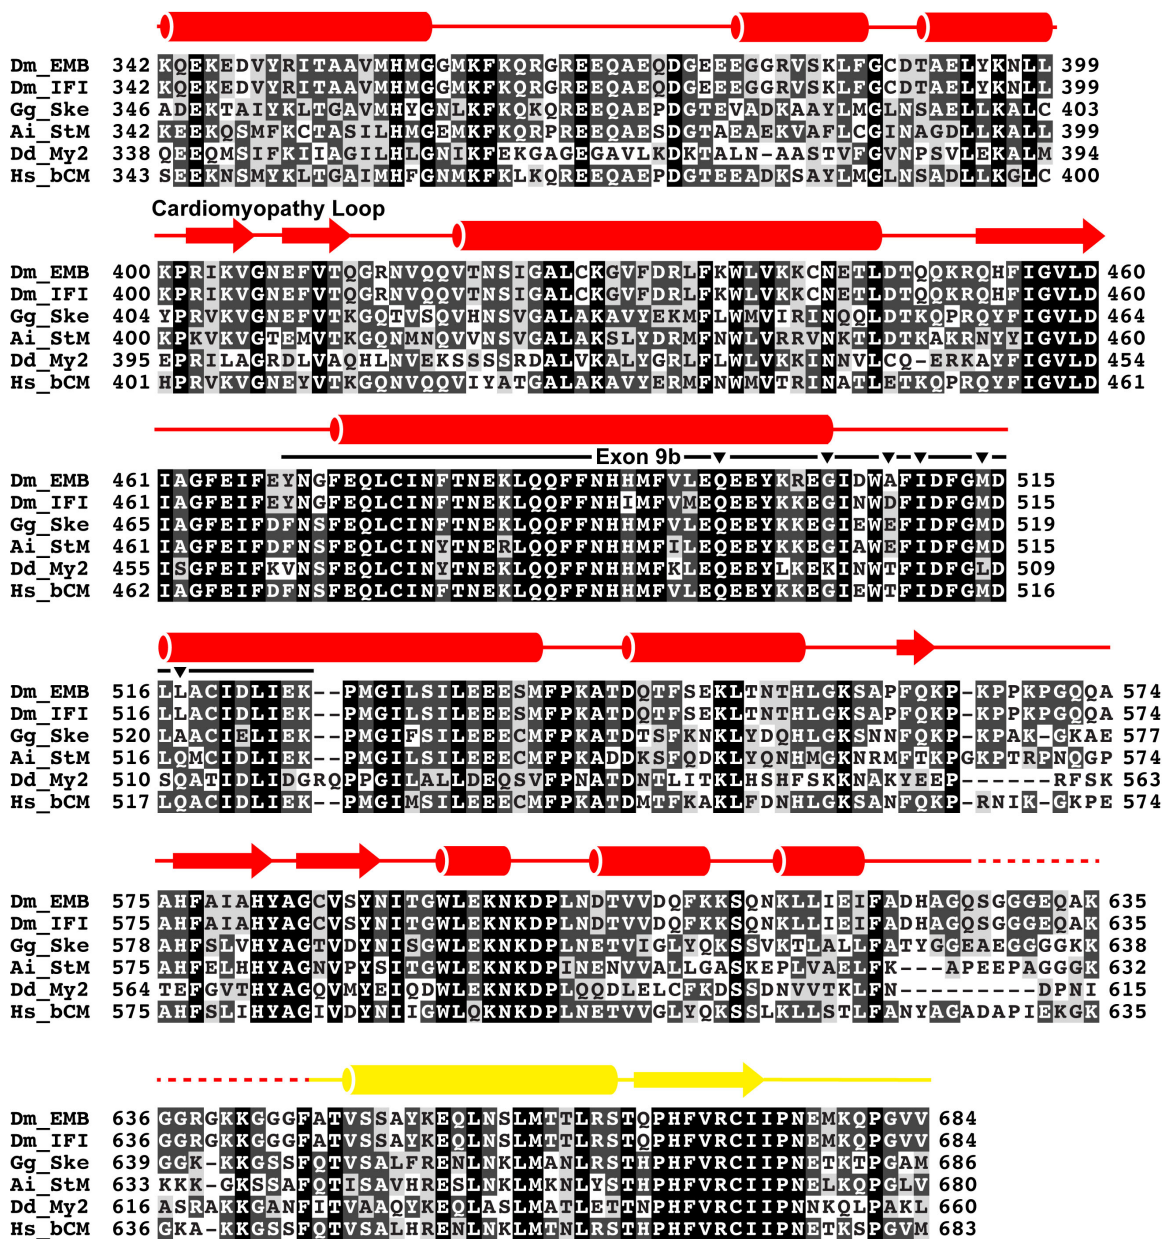 Dm_EMB 342 KQEKEDVYRITAAVMHMGGMKFKQRGREEQAEQDGEEEGGRVSKLFGCDTAELYKNLL 399
Dm_IFI 342 KQEKEDVYRITAAVMHMGGMKFKQRGREEQAEQDGEEEGGRVSKLFGCDTAELYKNLL 399
Gg_Ske 346 ADEKTAIYKLTGAVMHYGNLKFKQKQREEQAEPDGTEVADKAAYLMGLNSAELLKALC 403
Ai_StM 342 KEEKQSMFKCTASILHMGEMKFKQRPREEQAESDGTAEAEKVAFLCGINAGDLLKALL 399
Dd_My2 338 QEEQMSIFKIIAGILHLGNIKFEKGAGEGAVLKDKTALN-AASTVFGVNPSVLEKALM 394
Hs_bCM 343 SEEKNSMYKLTGAIMHFGNMKFKLKQREEQAEPDGTEEADKSAYLMGLNSADLLKGLC 400
Cardiomyopathy Loop
Dm_EMB 400 KPRIKVGNEFVTQGRNVQQVTNSIGALCKGVFDRLFKWLVKKCNETLDTQQKRQHFIGVLD 460
Dm_IFI 400 KPRIKVGNEFVTQGRNVQQVTNSIGALCKGVFDRLFKWLVKKCNETLDTQQKRQHFIGVLD 460
Gg_Ske 404 YPRVKVGNEFVTKGQTVSQVHNSVGALAKAVYEKMFLWMVIRINQQLDTKQPRQYFIGVLD 464
Ai_StM 400 KPKVKVGTEMVTKGQNMNQVVNSVGALAKSLYDRMFNWLVRRVNKTLDTKAKRNYYIGVLD 460
Dd_My2 395 EPRILAGRDLVAQHLNVEKSSSSRDALVKALYGRLFLWLVKKINNVLCQ-ERKAYFIGVLD 454
Hs_bCM 401 HPRVKVGNEYVTKGQNVQQVIYATGALAKAVYERMFNWMVTRINATLETKQPRQYFIGVLD 461
Exon 9b
Dm_EMB 461 IAGFEIFEYNGFEQLCINFTNEKLQQFFNHHMFVLEQEEYKREGIDWAFIDFGMD 515
Dm_IFI 461 IAGFEIFEYNGFEQLCINFTNEKLQQFFNHIMFVMEQEEYKKEGINWDFIDFGMD 515
Gg_Ske 465 IAGFEIFDFNSFEQLCINFTNEKLQQFFNHHMFVLEQEEYKKEGIEWEFIDFGMD 519
Ai_StM 461 IAGFEIFDFNSFEQLCINYTNERLQQFFNHHMFILEQEEYKKEGIAWEFIDFGMD 515
Dd_My2 455 ISGFEIFKVNSFEQLCINYTNEKLQQFFNHHMFKLEQEEYLKEKINWTFIDFGLD 509
Hs_bCM 462 IAGFEIFDFNSFEQLCINFTNEKLQQFFNHHMFVLEQEEYKKEGIEWTFIDFGMD 516
Dm_EMB 516 LLACIDLIEK--PMGILSILEEESMFPKATDQTFSEKLTNTHLGKSAPFQKP-KPPKPGQQA 574
Dm_IFI 516 LLACIDLIEK--PMGILSILEEESMFPKATDQTFSEKLTNTHLGKSAPFQKP-KPPKPGQQA 574
Gg_Ske 520 LAACIELIEK--PMGIFSILEEECMFPKATDTSFKNKLYDQHLGKSNNFQKP-KPAK-GKAE 577
Ai_StM 516 LQMCIDLIEK--PMGILSILEEECMFPKADDKSFQDKLYQNHMGKNRMFTKPGKPTRPNQGP 574
Dd_My2 510 SQATIDLIDGRQPPGILALLDEQSVFPNATDNTLITKLHSHFSKKNAKYEEP------RFSK 563
Hs_bCM 517 LQACIDLIEK--PMGIMSILEEECMFPKATDMTFKAKLFDNHLGKSANFQKP-RNIK-GKPE 574
Dm_EMB 575 AHFAIAHYAGCVSYNITGWLEKNKDPLNDTVVDQFKKSQNKLLIEIFADHAGQSGGGEQAK 635
Dm_IFI 575 AHFAIAHYAGCVSYNITGWLEKNKDPLNDTVVDQFKKSQNKLLIEIFADHAGQSGGGEQAK 635
Gg_Ske 578 AHFSLVHYAGTVDYNISGWLEKNKDPLNETVIGLYQKSSVKTLALLFATYGGEAEGGGGKK 638
Ai_StM 575 AHFELHHYAGNVPYSITGWLEKNKDPINENVVALLGASKEPLVAELFK---APEEPAGGGK 632
Dd_My2 564 TEFGVTHYAGQVMYEIQDWLEKNKDPLQQDLELCFKDSSDNVVTKLFN---------DPNI 615
Hs_bCM 575 AHFSLIHYAGIVDYNIIGWLQKNKDPLNETVVGLYQKSSLKLLSTLFANYAGADAPIEKGK 635
Dm_EMB 636 GGRGKKGGGFATVSSAYKEQLNSLMTTLRSTQPHFVRCIIPNEMKQPGVV 684
Dm_IFI 636 GGRGKKGGGFATVSSAYKEQLNSLMTTLRSTQPHFVRCIIPNEMKQPGVV 684
Gg_Ske 639 GGK-KKGSSFQTVSALFRENLNKLMANLRSTHPHFVRCIIPNETKTPGAM 686
Ai_StM 633 KKK-GKSSAFQTISAVHRESLNKLMKNLYSTHPHFVRCIIPNELKQPGLV 680
Dd_My2 616 ASRAKKGANFITVAAQYKEQLASLMATLETTNPHFVRCIIPNNKQLPAKL 660
Hs_bCM 636 GKA-KKGSSFQTVSALHRENLNKLMTNLRSTHPHFVRCIIPNETKSPGVM 683